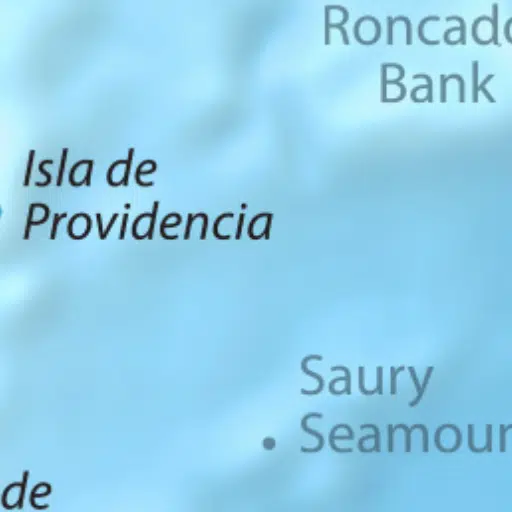 Roncado
Bank
Isla de
Providencia
Saury
Seamoun
de